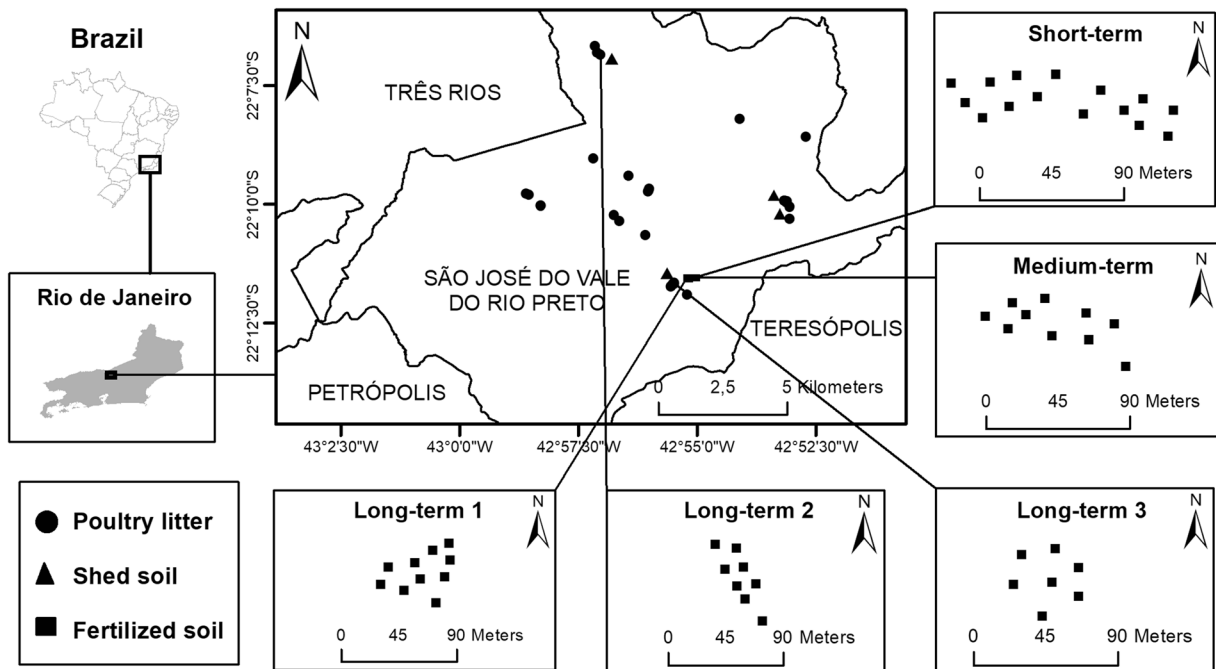 Brazil
Rio de Janeiro
Poultry litter
Shed soil
Fertilized soil
N
22°7'30"S
22°10'0"S
22°12'30"S
TRÊS RIOS
SÃO JOSÉ DO VALE
DO RIO PRETO
TERESÓPOLIS
PETRÓPOLIS
0 2,5 5 Kilometers
43°2'30"W 43°0'0"W 42°57'30"W 42°55'0"W 42°52'30"W
Short-term
N
0 45 90 Meters
Medium-term
N
0 45 90 Meters
Long-term 1
N
0 45 90 Meters
Long-term 2
N
0 45 90 Meters
Long-term 3
N
0 45 90 Meters